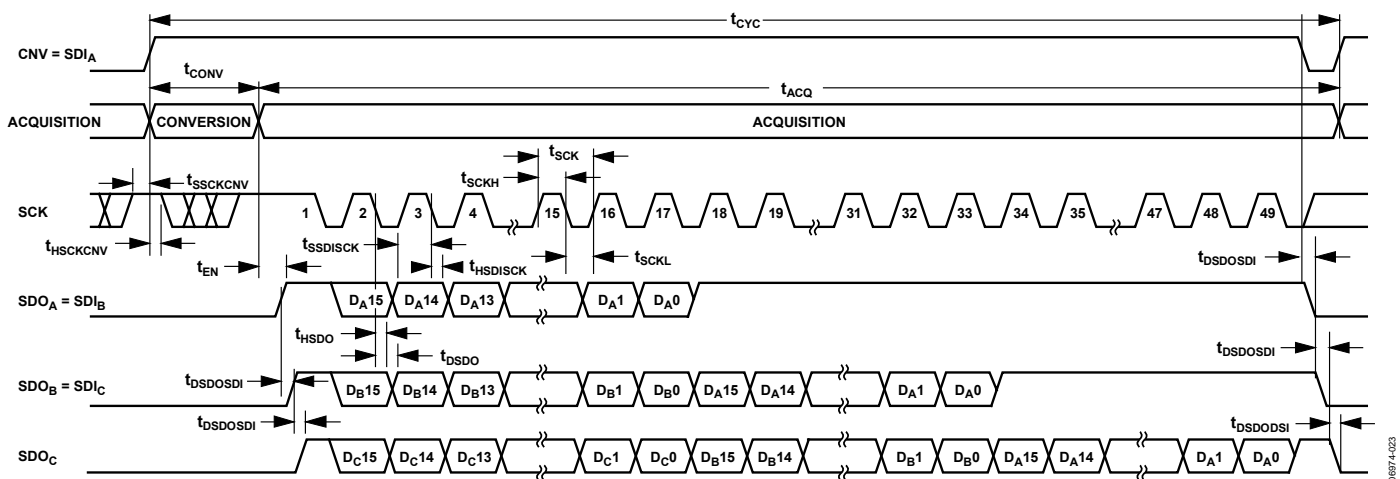 tCYC
CNV = SDIA
tCONV
tACQ
ACQUISITION CONVERSION ACQUISITION
tSCK
tSSCKCNV
tSCKH
SCK 1 2 3 4 15 16 17 18 19 31 32 33 34 35 47 48 49
tHSCKCNV
tSSDISCK
tSCKL
tEN
tHSDISCK
tDSDOSDI
SDOA = SDIB DA15 DA14 DA13 DA1 DA0
tHSDO
tDSDO
tDSDOSDI
tDSDOSDI
SDOB = SDIC DB15 DB14 DB13 DB1 DB0 DA15 DA14 DA1 DA0
tDSDOSDI
tDSDODSI
SDOC DC15 DC14 DC13 DC1 DC0 DB15 DB14 DB1 DB0 DA15 DA14 DA1 DA0
06974-023